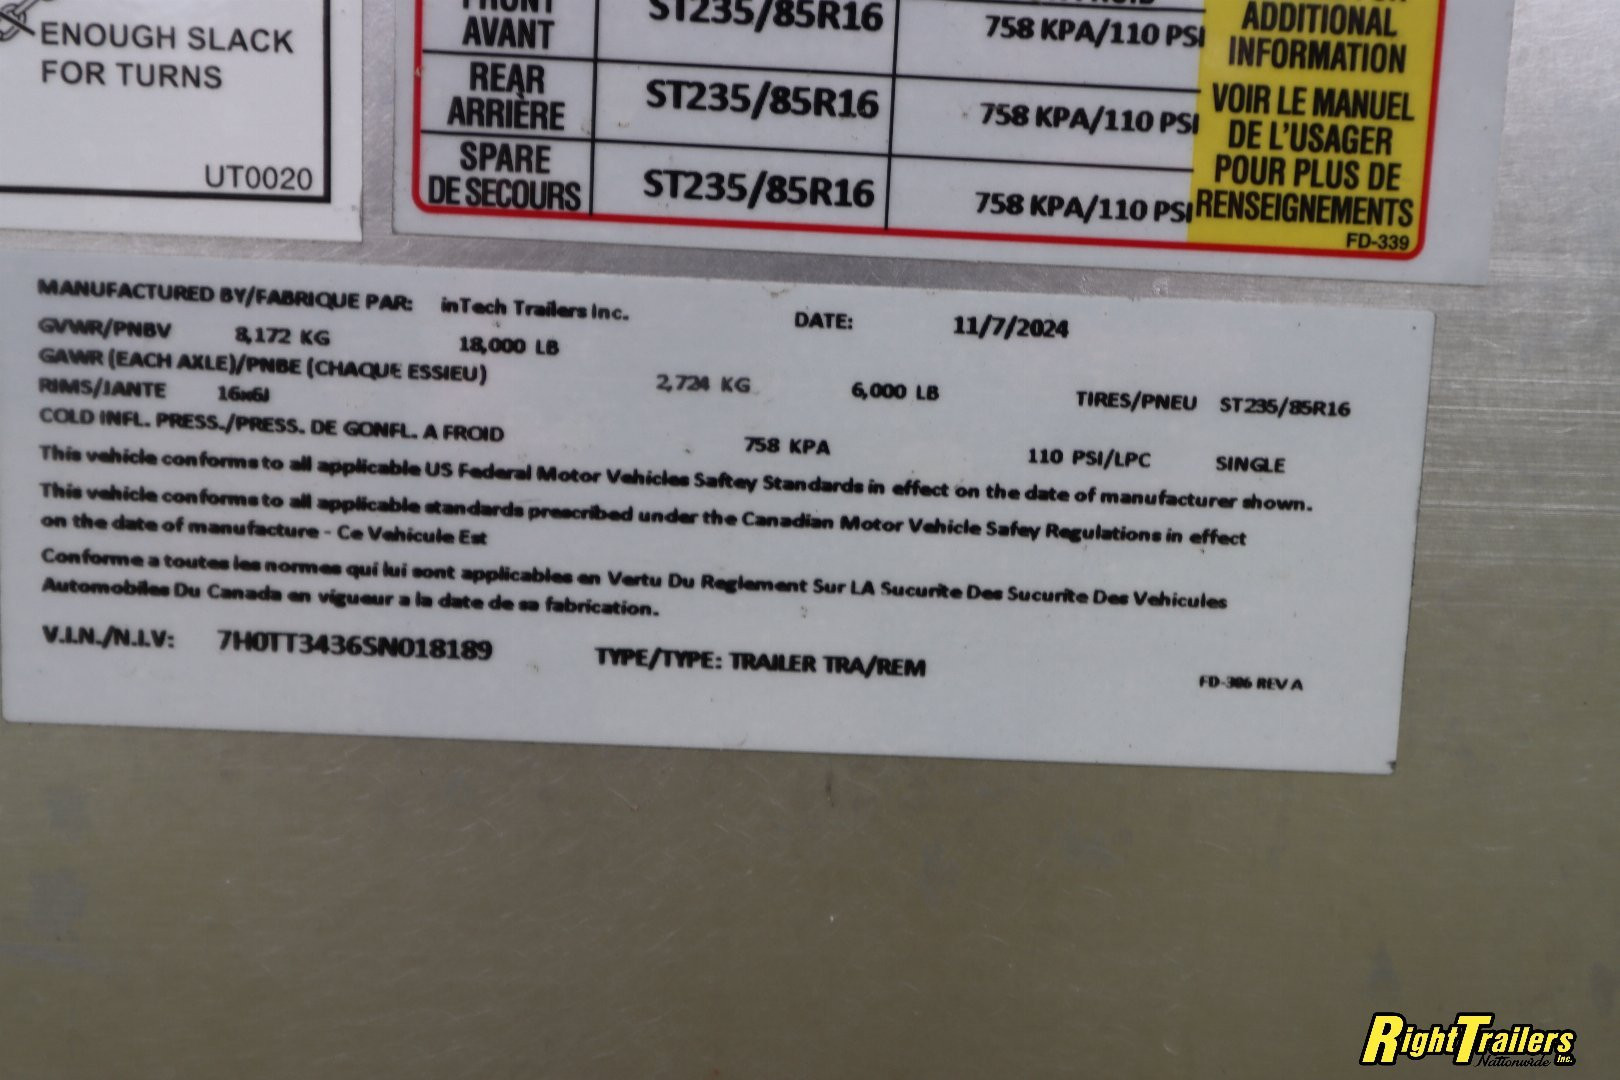 ENOUGH SLACK
FOR TURNS
UT0020
FRONT
AVANT
ST235/85R16
758 KPA/110 PSI
REAR
ARRIÈRE
ST235/85R16
758 KPA/110 PSI
SPARE
DE SECOURS
ST235/85R16
758 KPA/110 PSI
ADDITIONAL
INFORMATION
VOIR LE MANUEL
DE L'USAGER
POUR PLUS DE
RENSEIGNEMENTS
FD-339
MANUFACTURED BY/FABRIQUE PAR: inTech Trailers Inc. DATE: 11/7/2024
GVWR/PNBV 8,172 KG 18,000 LB
GAWR (EACH AXLE)/PNBE (CHAQUE ESSIEU) 2,724 KG 6,000 LB TIRES/PNEU ST235/85R16
RIMS/JANTE 16x6J
COLD INFL. PRESS./PRESS. DE GONFL. A FROID 758 KPA 110 PSI/LPC SINGLE
This vehicle conforms to all applicable US Federal Motor Vehicles Saftey Standards in effect on the date of manufacturer shown.
This vehicle conforms to all applicable standards prescribed under the Canadian Motor Vehicle Safey Regulations in effect
on the date of manufacture - Ce Vehicule Est
Conforme a toutes les normes qui lui sont applicables en Vertu Du Reglement Sur LA Sucurite Des Sucurite Des Vehicules
Automobiles Du Canada en vigueur a la date de sa fabrication.
V.I.N./N.I.V: 7H0TT3436SN018189 TYPE/TYPE: TRAILER TRA/REM
FD-306 REV A
RightTrailers
Nationwide Inc.